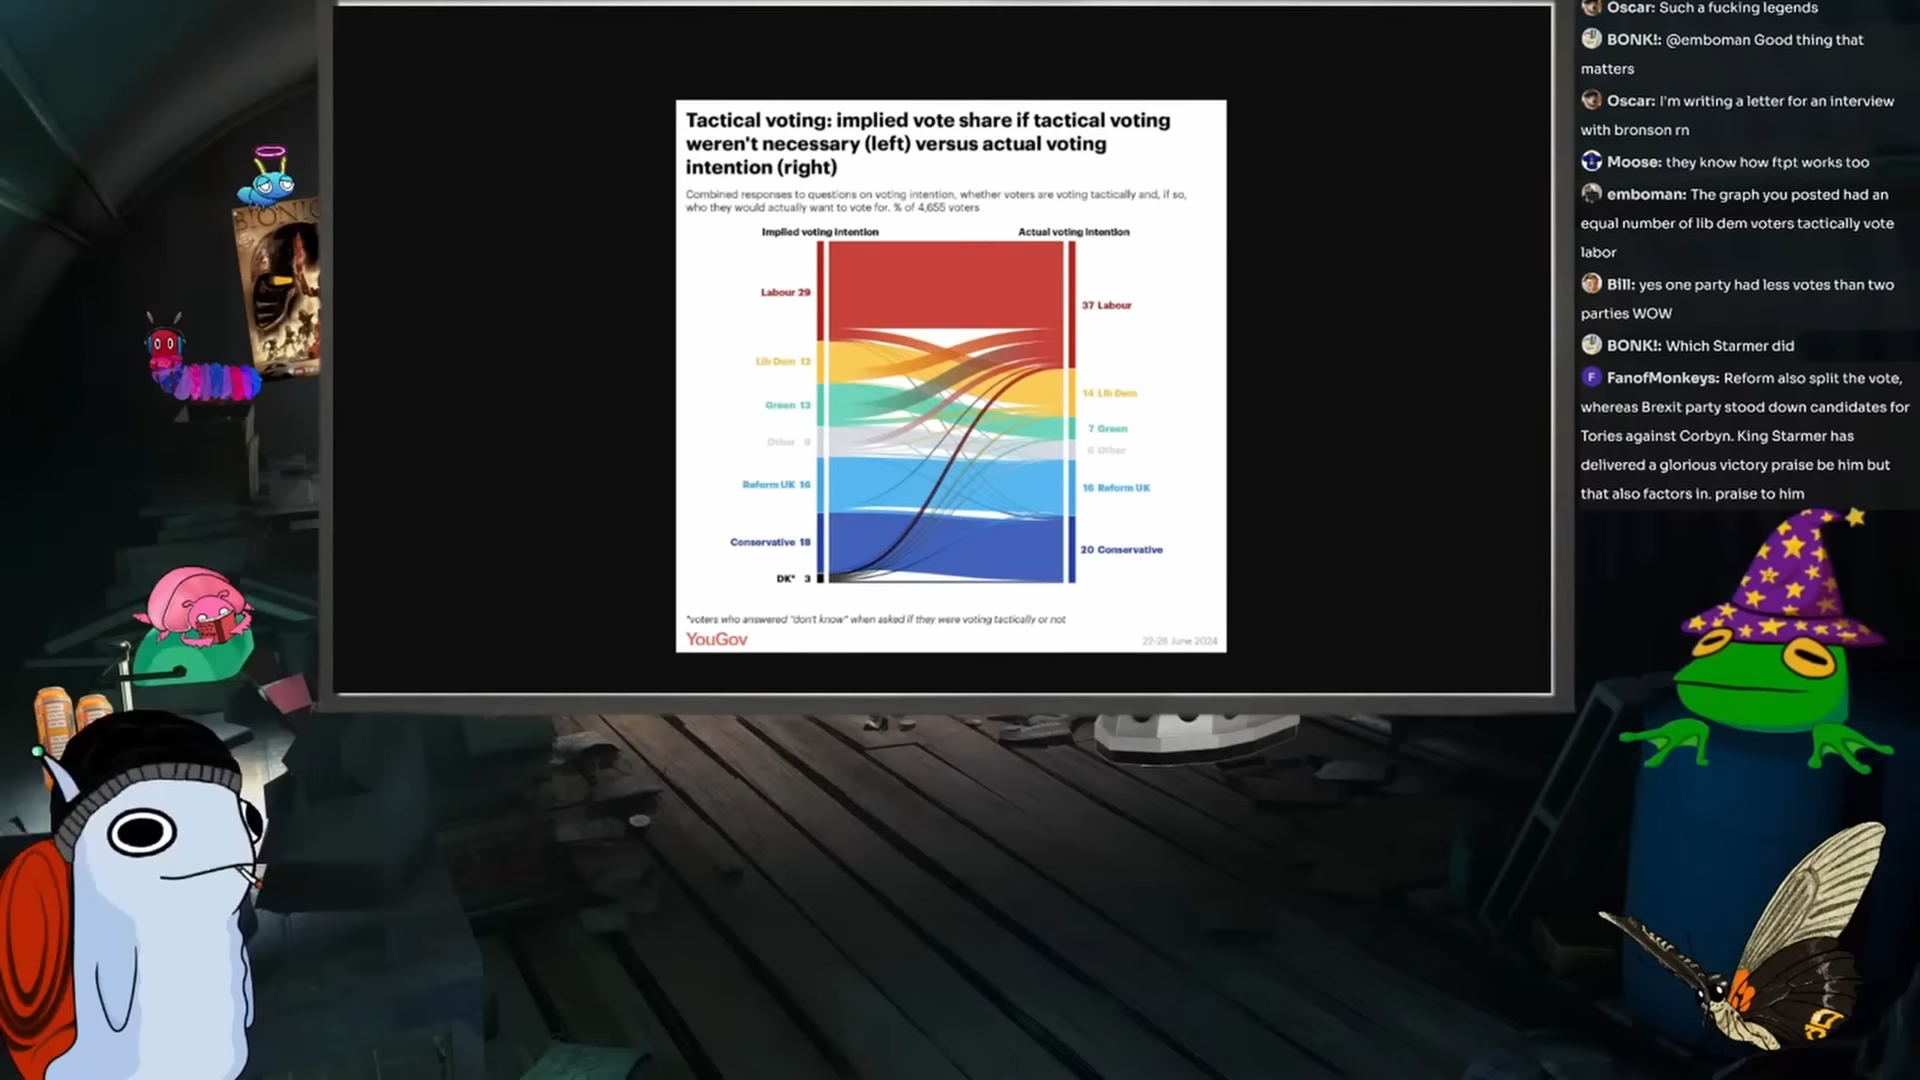 Oscar: Such a fucking legends
BONK!: @emboman Good thing that
matters
Oscar: I'm writing a letter for an interview
with bronson rn
Moose: they know how ftpt works too
emboman: The graph you posted had an
equal number of lib dem voters tactically vote
labor
Bill: yes one party had less votes than two
parties WOW
BONK!: Which Starmer did
F FanofMonkeys: Reform also split the vote,
whereas Brexit party stood down candidates for
Tories against Corbyn. King Starmer has
delivered a glorious victory praise be him but
that also factors in. praise to him
BIONIC
Tactical voting: implied vote share if tactical voting
weren't necessary (left) versus actual voting
intention (right)
Combined responses to questions on voting intention, whether voters are voting tactically and, if so,
who they would actually want to vote for. % of 4,655 voters
Implied voting intention
Actual voting intention
Labour 29
37 Labour
Lib Dem 12
14 Lib Dem
Green 13
7 Green
Other 9
6 Other
Reform UK 16
16 Reform UK
Conservative 18
20 Conservative
DK* 3
*voters who answered "don't know" when asked if they were voting tactically or not
YouGov
22-26 June 2024